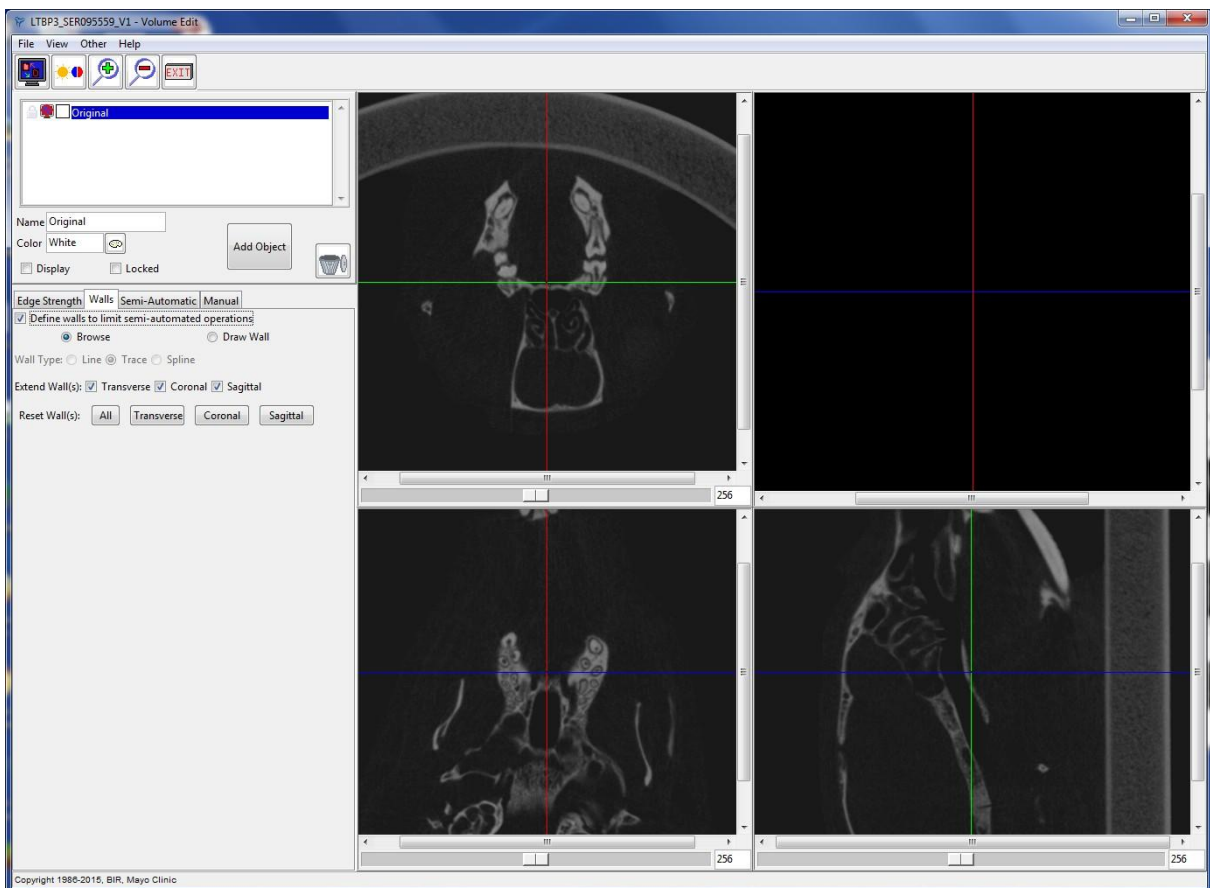 LTBP3_SER095559_V1 - Volume Edit
File View Other Help
EXIT
Original
Name Original
Color White
Add Object
Display Locked
Edge Strength Walls Semi-Automatic Manual
Define walls to limit semi-automated operations
Browse Draw Wall
Wall Type: Line Trace Spline
Extend Wall(s): Transverse Coronal Sagittal
Reset Wall(s): All Transverse Coronal Sagittal
256
256
256
Copyright 1986-2015, BIR, Mayo Clinic